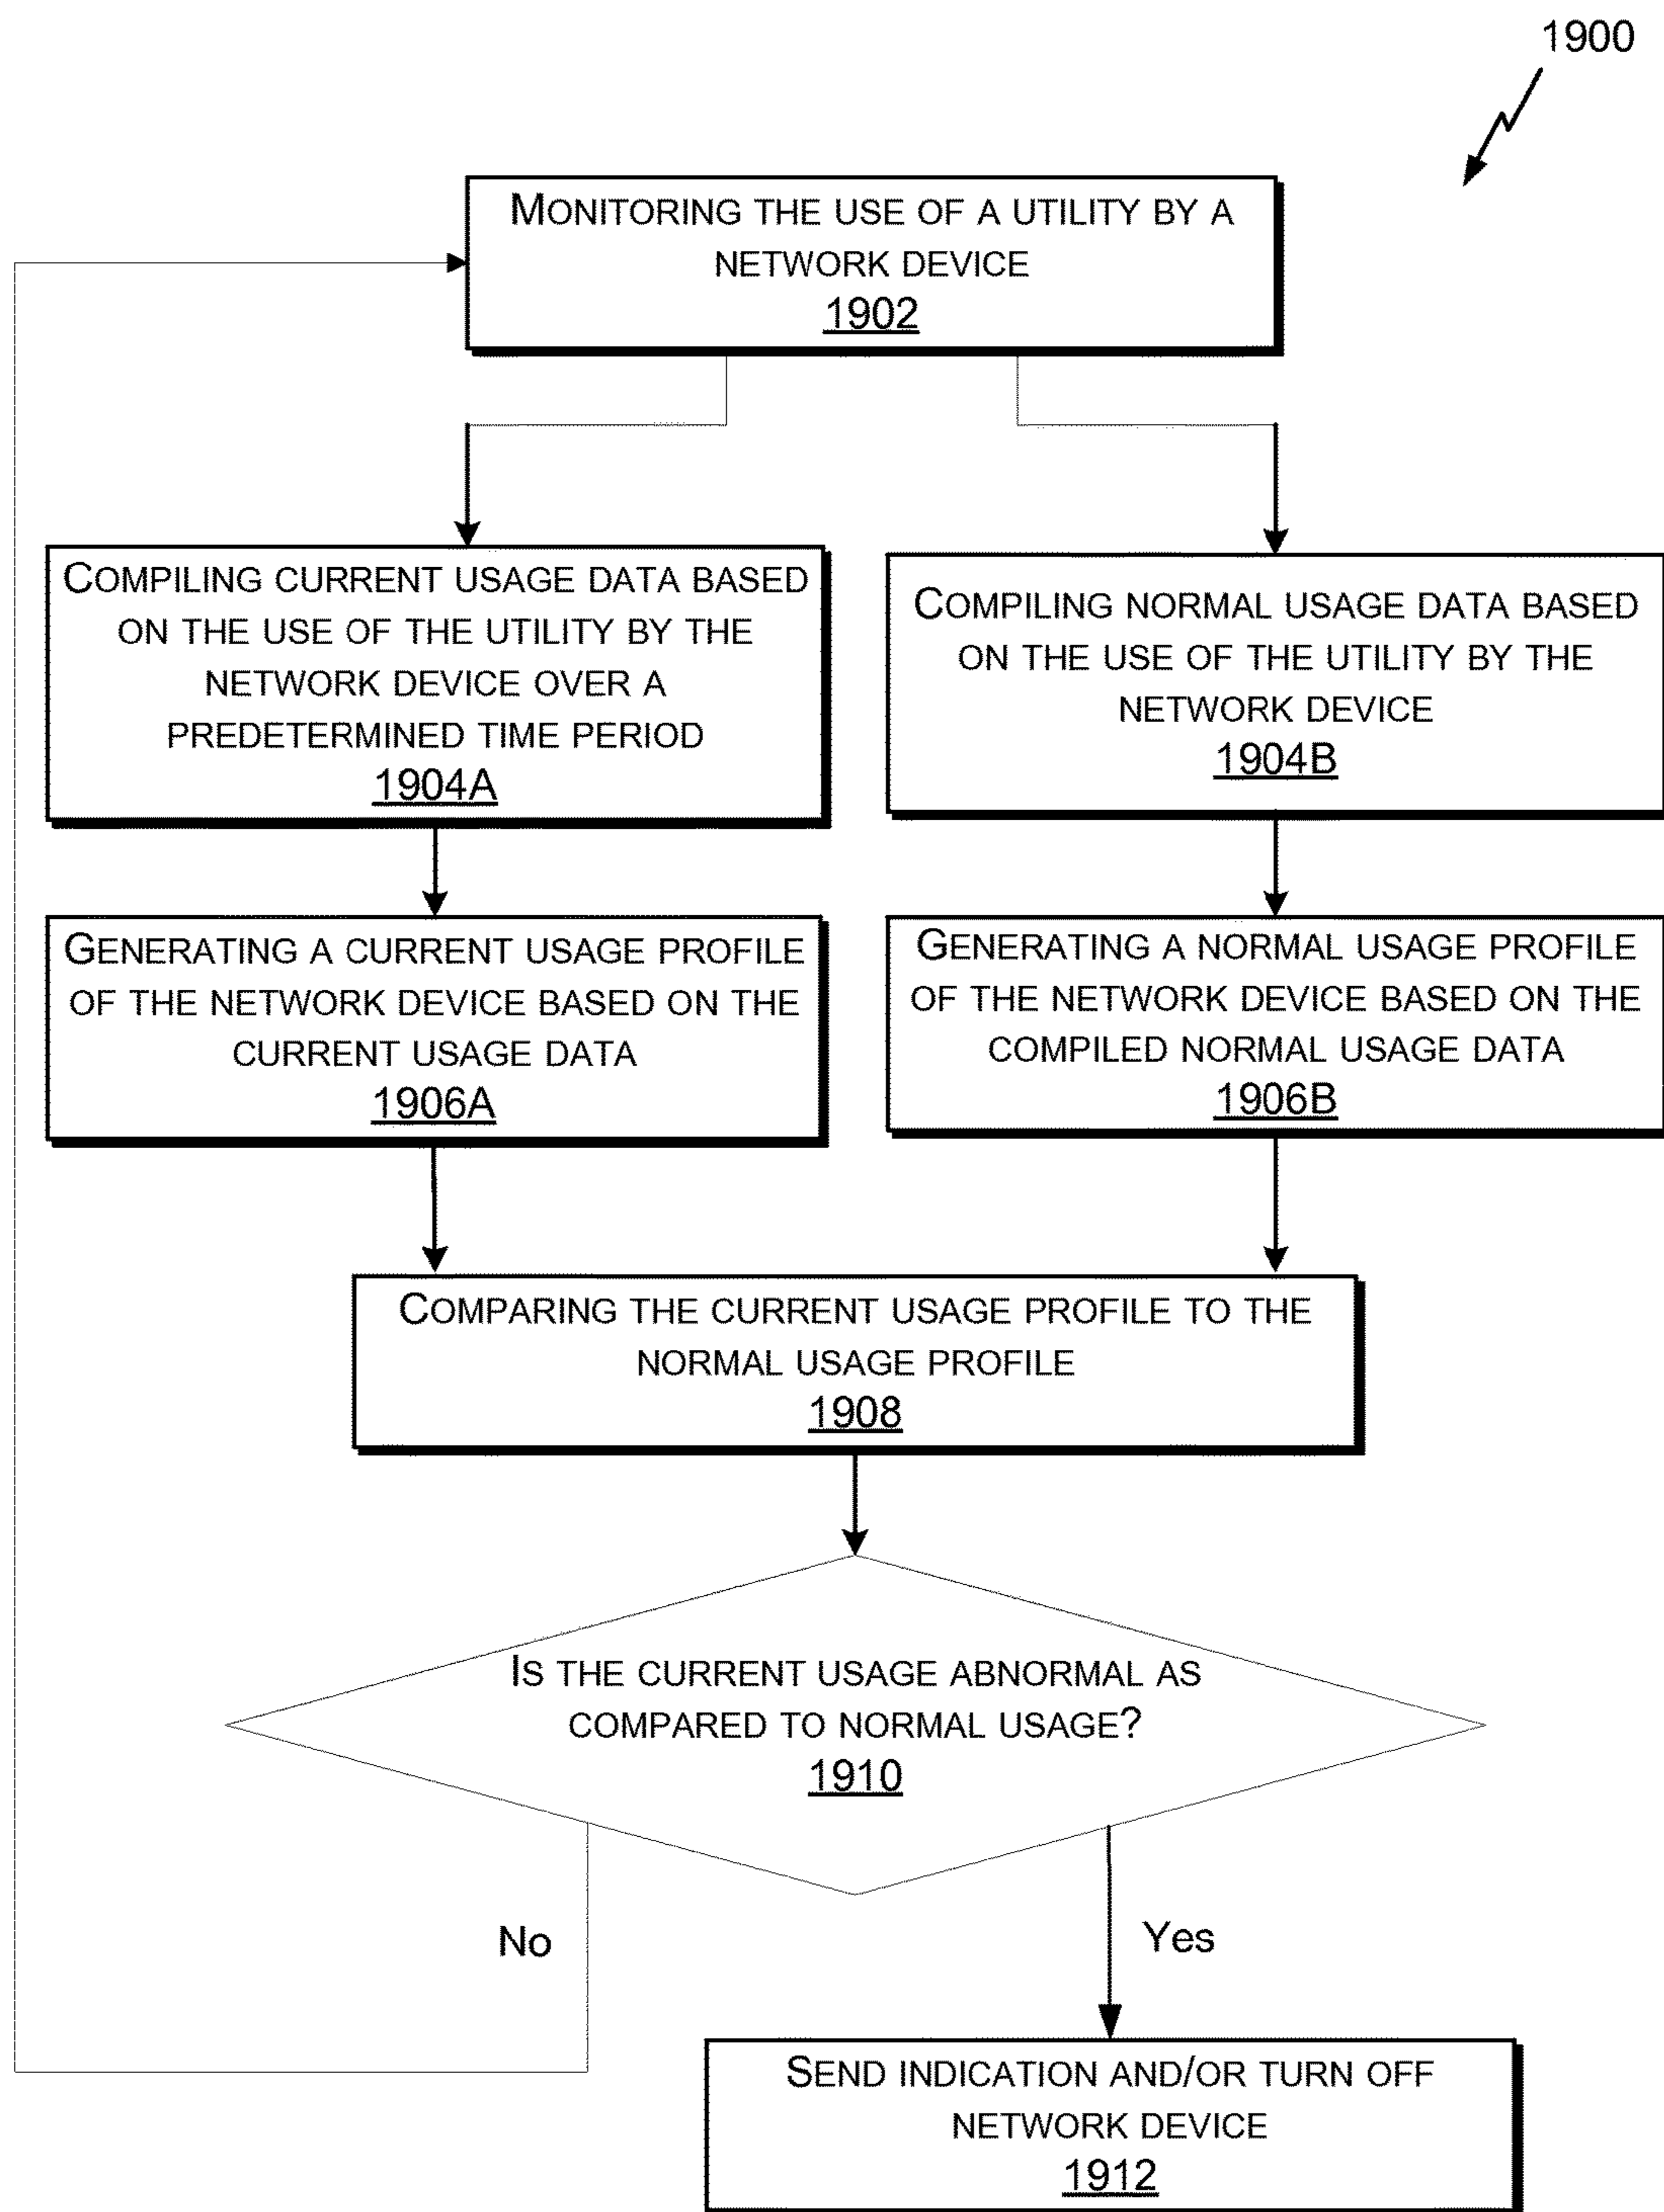 1900
MONITORING THE USE OF A UTILITY BY A
NETWORK DEVICE
1902
COMPILING CURRENT USAGE DATA BASED
ON THE USE OF THE UTILITY BY THE
NETWORK DEVICE OVER A
PREDETERMINED TIME PERIOD
1904A
COMPILING NORMAL USAGE DATA BASED
ON THE USE OF THE UTILITY BY THE
NETWORK DEVICE
1904B
GENERATING A CURRENT USAGE PROFILE
OF THE NETWORK DEVICE BASED ON THE
CURRENT USAGE DATA
1906A
GENERATING A NORMAL USAGE PROFILE
OF THE NETWORK DEVICE BASED ON THE
COMPILED NORMAL USAGE DATA
1906B
COMPARING THE CURRENT USAGE PROFILE TO THE
NORMAL USAGE PROFILE
1908
IS THE CURRENT USAGE ABNORMAL AS
COMPARED TO NORMAL USAGE?
1910
No
Yes
SEND INDICATION AND/OR TURN OFF
NETWORK DEVICE
1912